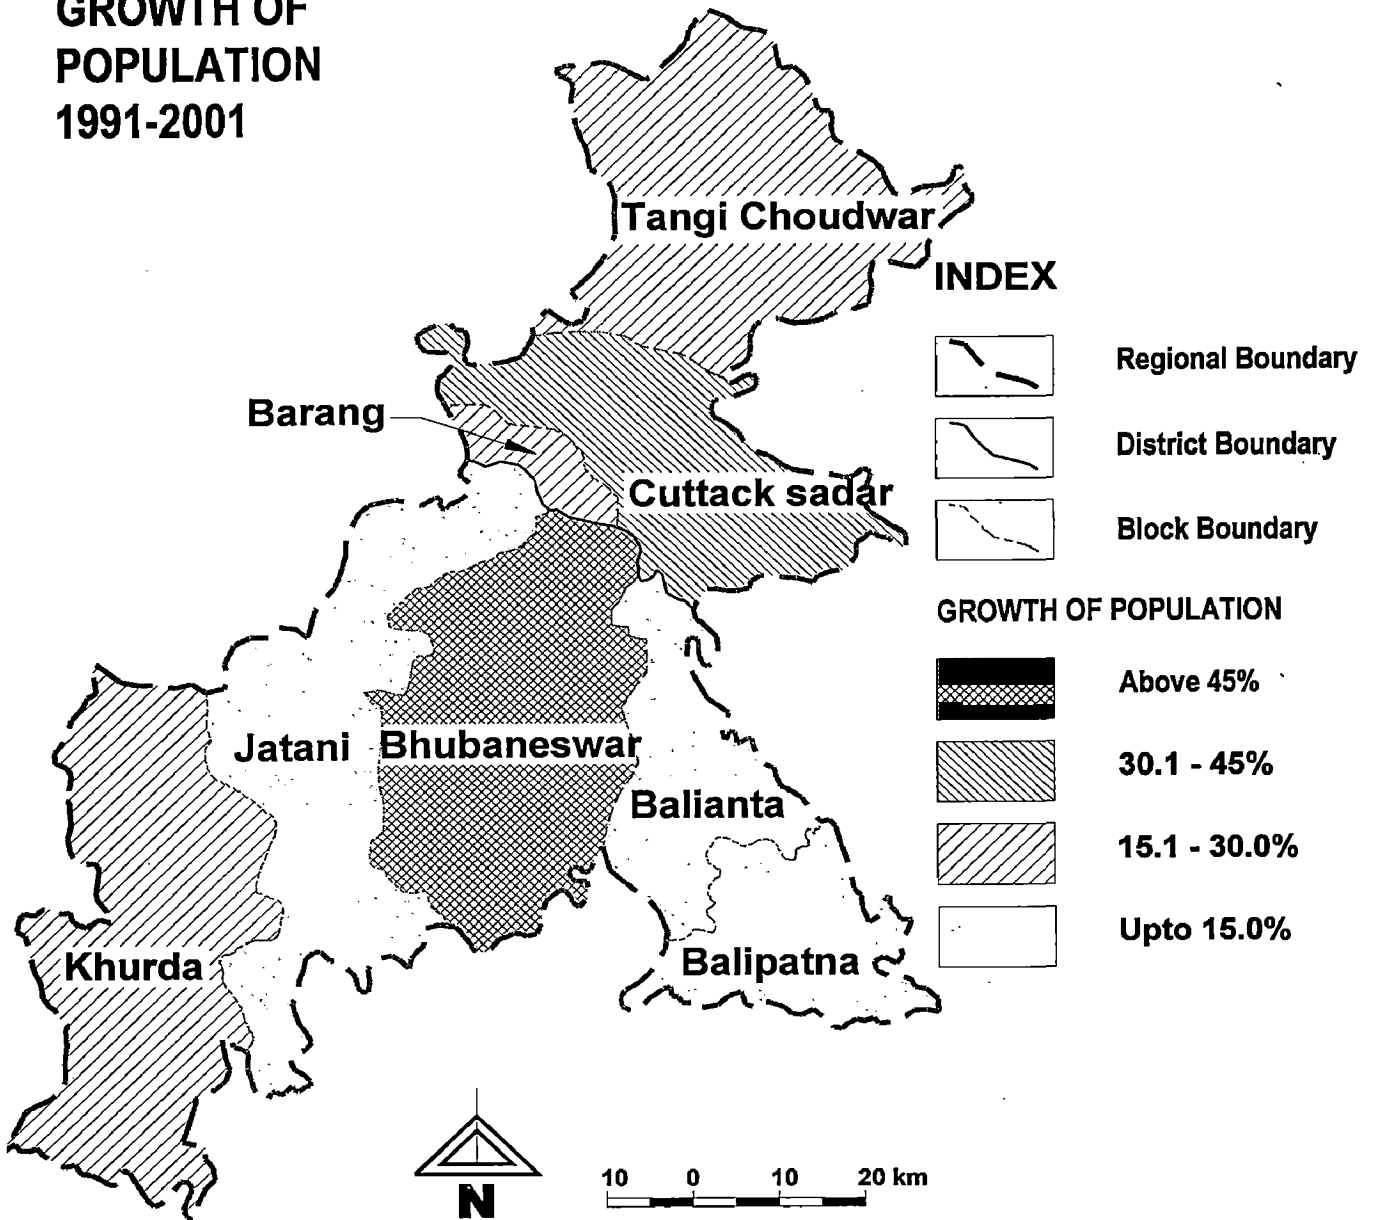 GROWTH OF
POPULATION
1991-2001
Tangi Choudwar
INDEX
Regional Boundary
Barang
District Boundary
Cuttack sadar
Block Boundary
GROWTH OF POPULATION
Above 45%
Jatani
Bhubaneswar
30.1 - 45%
Balianta
15.1 - 30.0%
Upto 15.0%
Khurda
Balipatna
N
10 0 10 20 km